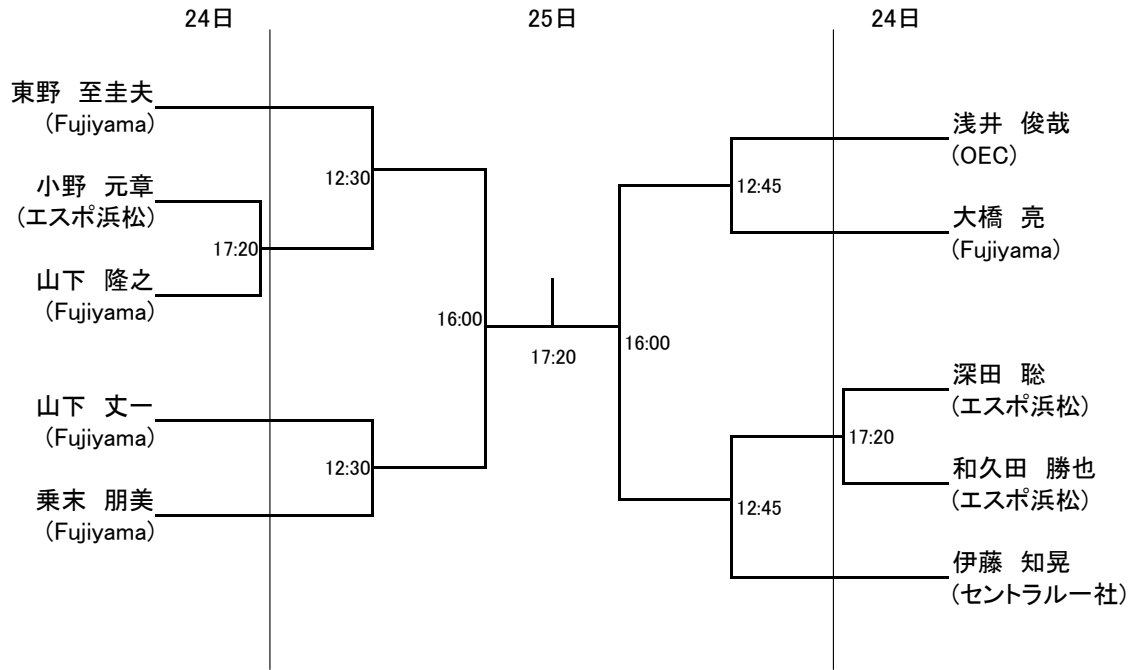 24日
25日
24日
東野 至圭夫
(Fujiyama)
小野 元章
(エスポ浜松)
山下 隆之
(Fujiyama)
山下 丈一
(Fujiyama)
乗末 朋美
(Fujiyama)
12:30
17:20
12:30
16:00
17:20
16:00
12:45
12:45
17:20
浅井 俊哉
(OEC)
大橋 亮
(Fujiyama)
深田 聡
(エスポ浜松)
和久田 勝也
(エスポ浜松)
伊藤 知晃
(セントラル一社)